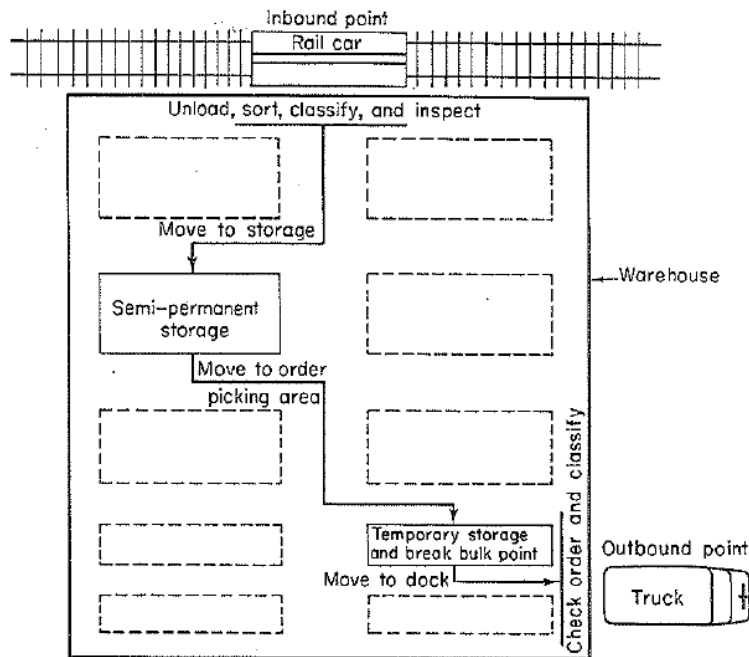 Inbound point
Rail car
Unload, sort, classify, and inspect
Move to storage
Warehouse
Semi-permanent
storage
Move to order
picking area
Check order and classify
Temporary storage
and break bulk point
Move to dock
Outbound point
Truck